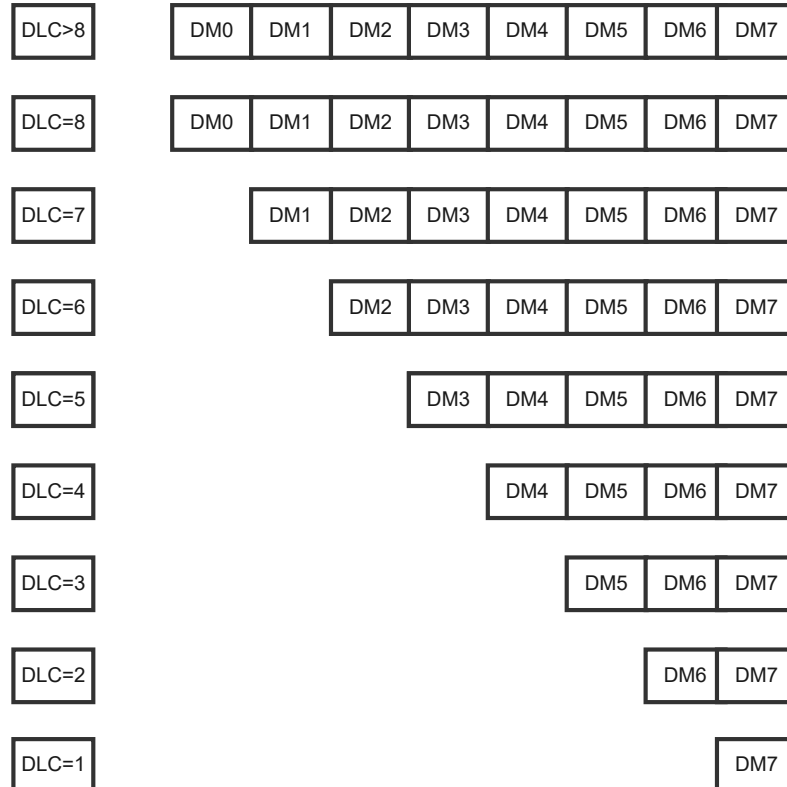 DLC>8 DM0 DM1 DM2 DM3 DM4 DM5 DM6 DM7
DLC=8 DM0 DM1 DM2 DM3 DM4 DM5 DM6 DM7
DLC=7 DM1 DM2 DM3 DM4 DM5 DM6 DM7
DLC=6 DM2 DM3 DM4 DM5 DM6 DM7
DLC=5 DM3 DM4 DM5 DM6 DM7
DLC=4 DM4 DM5 DM6 DM7
DLC=3 DM5 DM6 DM7
DLC=2 DM6 DM7
DLC=1 DM7